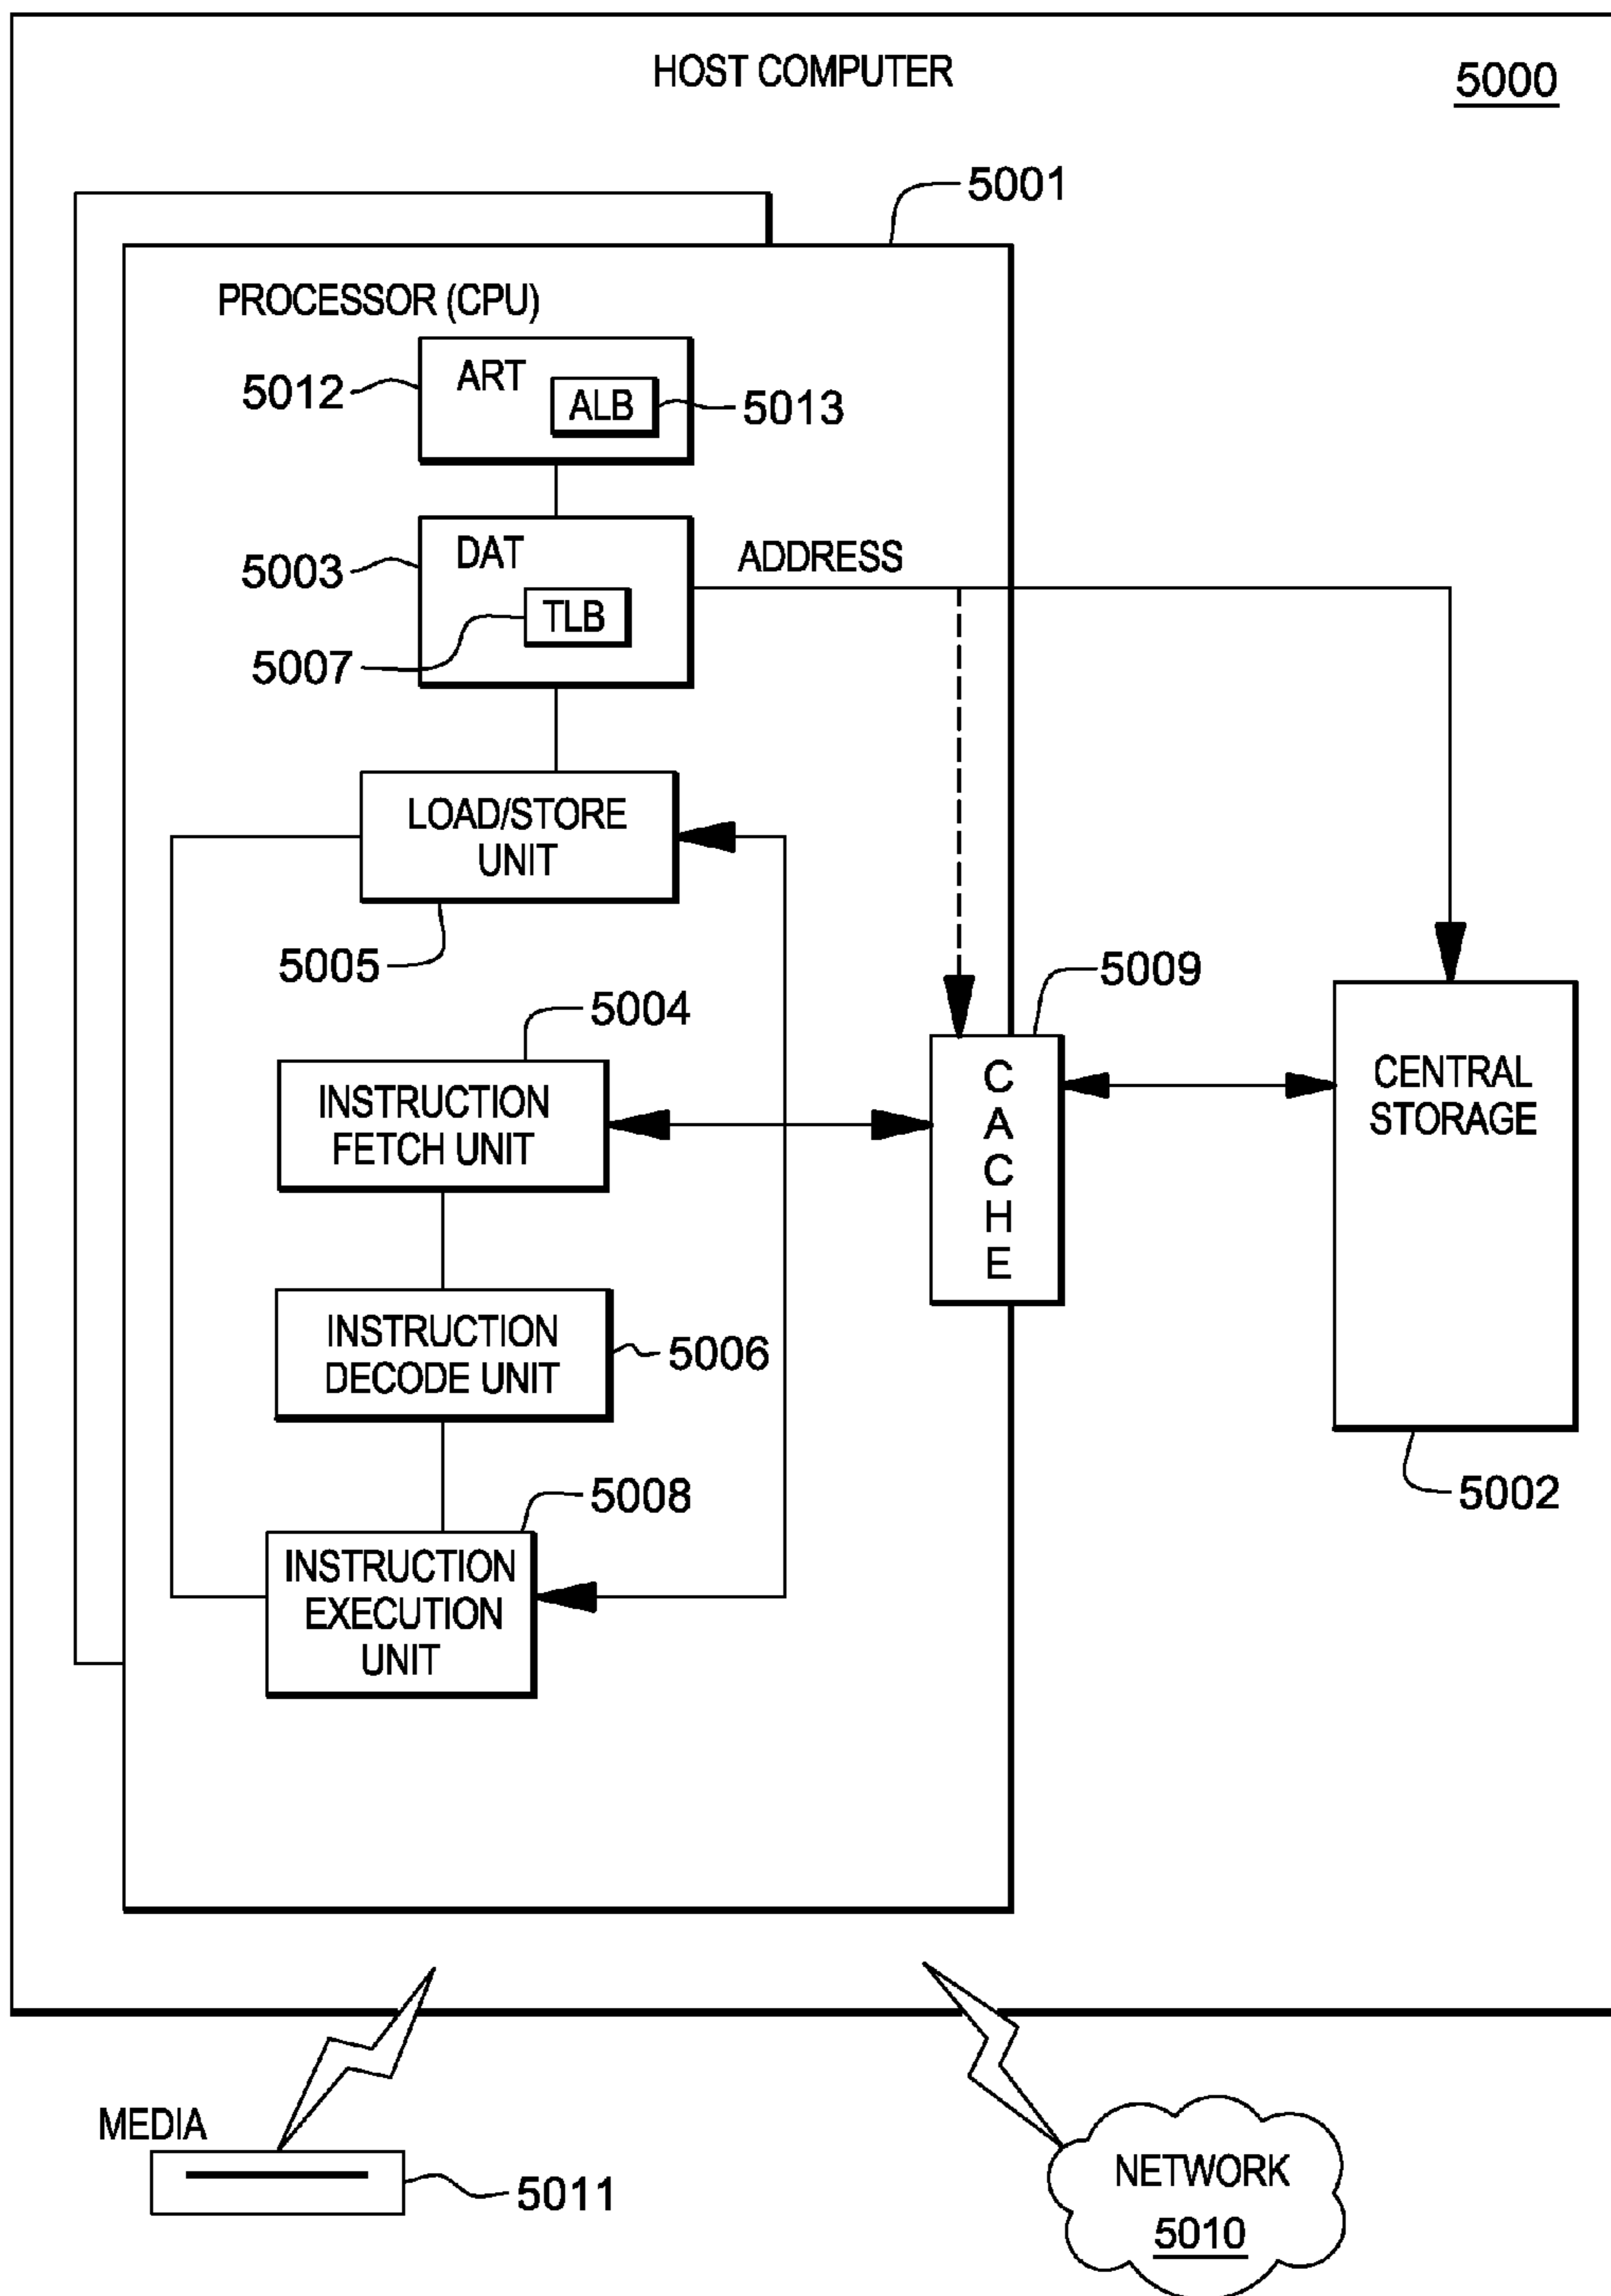 HOST COMPUTER
5000
5001
PROCESSOR (CPU)
ART
5012
ALB
5013
DAT
ADDRESS
5003
TLB
5007
LOAD/STORE
UNIT
5005
5009
5004
CACHE
INSTRUCTION
FETCH UNIT
CENTRAL
STORAGE
INSTRUCTION
DECODE UNIT
5006
5008
5002
INSTRUCTION
EXECUTION
UNIT
MEDIA
5011
NETWORK
5010